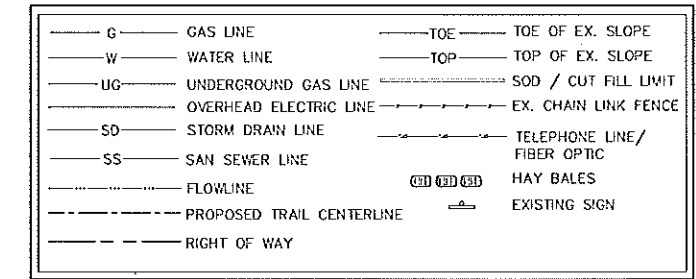 G GAS LINE
W WATER LINE
UG UNDERGROUND GAS LINE
OVERHEAD ELECTRIC LINE
SD STORM DRAIN LINE
SS SAN SEWER LINE
FLOWLINE
PROPOSED TRAIL CENTERLINE
RIGHT OF WAY
TOE TOE OF EX. SLOPE
TOP TOP OF EX. SLOPE
SOD / CUT FILL LIMIT
EX. CHAIN LINK FENCE
TELEPHONE LINE/
FIBER OPTIC
HAY BALES
EXISTING SIGN